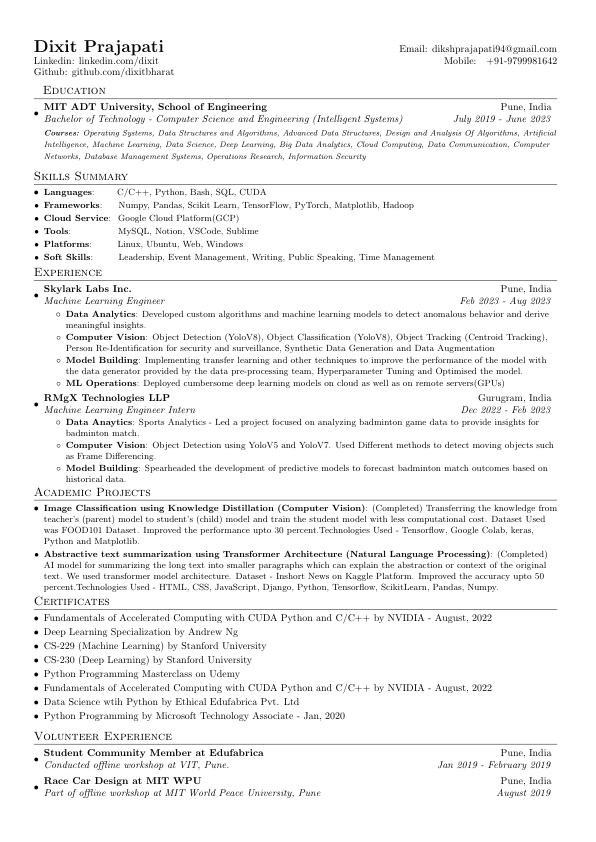 Dixit Prajapati
Email: dikshprajapati94@gmail.com
Linkedin: linkedin.com/dixit
Mobile: +91-9799981642
Github: github.com/dixitbharat
Education
• MIT ADT University, School of Engineering Pune, India
Bachelor of Technology - Computer Science and Engineering (Intelligent Systems) July 2019 - June 2023
Courses: Operating Systems, Data Structures and Algorithms, Advanced Data Structures, Design and Analysis Of Algorithms, Artificial
Intelligence, Machine Learning, Data Science, Deep Learning, Big Data Analytics, Cloud Computing, Data Communication, Computer
Networks, Database Management Systems, Operations Research, Information Security
Skills Summary
• Languages: C/C++, Python, Bash, SQL, CUDA
• Frameworks: Numpy, Pandas, Scikit Learn, TensorFlow, PyTorch, Matplotlib, Hadoop
• Cloud Service: Google Cloud Platform(GCP)
• Tools: MySQL, Notion, VSCode, Sublime
• Platforms: Linux, Ubuntu, Web, Windows
• Soft Skills: Leadership, Event Management, Writing, Public Speaking, Time Management
Experience
• Skylark Labs Inc. Pune, India
Machine Learning Engineer Feb 2023 - Aug 2023
◦ Data Analytics: Developed custom algorithms and machine learning models to detect anomalous behavior and derive
meaningful insights.
◦ Computer Vision: Object Detection (YoloV8), Object Classification (YoloV8), Object Tracking (Centroid Tracking),
Person Re-Identification for security and surveillance, Synthetic Data Generation and Data Augmentation
◦ Model Building: Implementing transfer learning and other techniques to improve the performance of the model with
the data generator provided by the data pre-processing team, Hyperparameter Tuning and Optimised the model.
◦ ML Operations: Deployed cumbersome deep learning models on cloud as well as on remote servers(GPUs)
• RMgX Technologies LLP Gurugram, India
Machine Learning Engineer Intern Dec 2022 - Feb 2023
◦ Data Anaytics: Sports Analytics - Led a project focused on analyzing badminton game data to provide insights for
badminton match.
◦ Computer Vision: Object Detection using YoloV5 and YoloV7. Used Different methods to detect moving objects such
as Frame Differencing.
◦ Model Building: Spearheaded the development of predictive models to forecast badminton match outcomes based on
historical data.
Academic Projects
• Image Classification using Knowledge Distillation (Computer Vision): (Completed) Transferring the knowledge from
teacher's (parent) model to student's (child) model and train the student model with less computational cost. Dataset Used
was FOOD101 Dataset. Improved the performance upto 30 percent.Technologies Used - Tensorflow, Google Colab, keras,
Python and Matplotlib.
• Abstractive text summarization using Transformer Architecture (Natural Language Processing): (Completed)
AI model for summarizing the long text into smaller paragraphs which can explain the abstraction or context of the original
text. We used transformer model architecture. Dataset - Inshort News on Kaggle Platform. Improved the accuracy upto 50
percent.Technologies Used - HTML, CSS, JavaScript, Django, Python, Tensorflow, ScikitLearn, Pandas, Numpy.
Certificates
• Fundamentals of Accelerated Computing with CUDA Python and C/C++ by NVIDIA - August, 2022
• Deep Learning Specialization by Andrew Ng
• CS-229 (Machine Learning) by Stanford University
• CS-230 (Deep Learning) by Stanford University
• Python Programming Masterclass on Udemy
• Fundamentals of Accelerated Computing with CUDA Python and C/C++ by NVIDIA - August, 2022
• Data Science wtih Python by Ethical Edufabrica Pvt. Ltd
• Python Programming by Microsoft Technology Associate - Jan, 2020
Volunteer Experience
• Student Community Member at Edufabrica Pune, India
Conducted offline workshop at VIT, Pune. Jan 2019 - February 2019
• Race Car Design at MIT WPU Pune, India
Part of offline workshop at MIT World Peace University, Pune August 2019